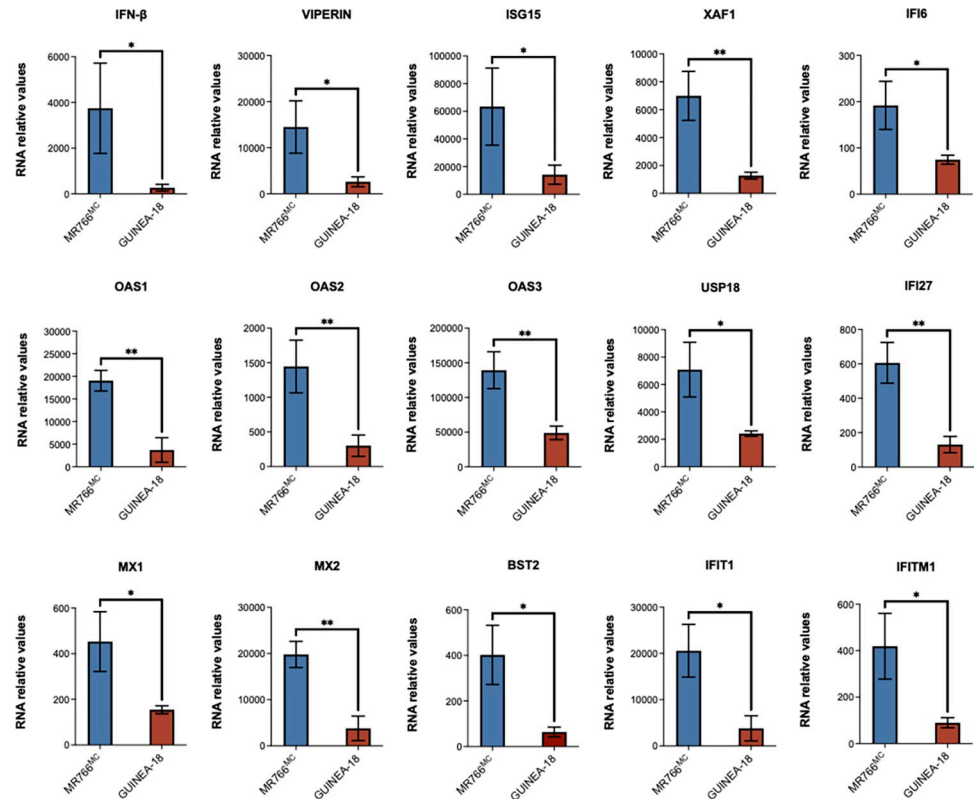 IFN-β VIPERIN ISG15 XAF1 IFI6
RNA relative values RNA relative values RNA relative values RNA relative values RNA relative values
6000 30000 100000 10000 300
4000 20000 80000 8000 200
2000 10000 60000 6000 100
0 0 40000 4000 0
20000 2000
0 0
* * * ** *
MR766ᴹᶜ GUINEA-18 MR766ᴹᶜ GUINEA-18 MR766ᴹᶜ GUINEA-18 MR766ᴹᶜ GUINEA-18 MR766ᴹᶜ GUINEA-18
OAS1 OAS2 OAS3 USP18 IFI27
RNA relative values RNA relative values RNA relative values RNA relative values RNA relative values
30000 2000 200000 10000 800
25000 1500 150000 8000 600
20000 1000 100000 6000 400
15000 500 50000 4000 200
10000 0 0 2000 0
5000 0
0
** ** ** * **
MR766ᴹᶜ GUINEA-18 MR766ᴹᶜ GUINEA-18 MR766ᴹᶜ GUINEA-18 MR766ᴹᶜ GUINEA-18 MR766ᴹᶜ GUINEA-18
MX1 MX2 BST2 IFIT1 IFITM1
RNA relative values RNA relative values RNA relative values RNA relative values RNA relative values
600 30000 600 30000 600
400 20000 400 20000 400
200 10000 200 10000 200
0 0 0 0 0
* ** * * *
MR766ᴹᶜ GUINEA-18 MR766ᴹᶜ GUINEA-18 MR766ᴹᶜ GUINEA-18 MR766ᴹᶜ GUINEA-18 MR766ᴹᶜ GUINEA-18